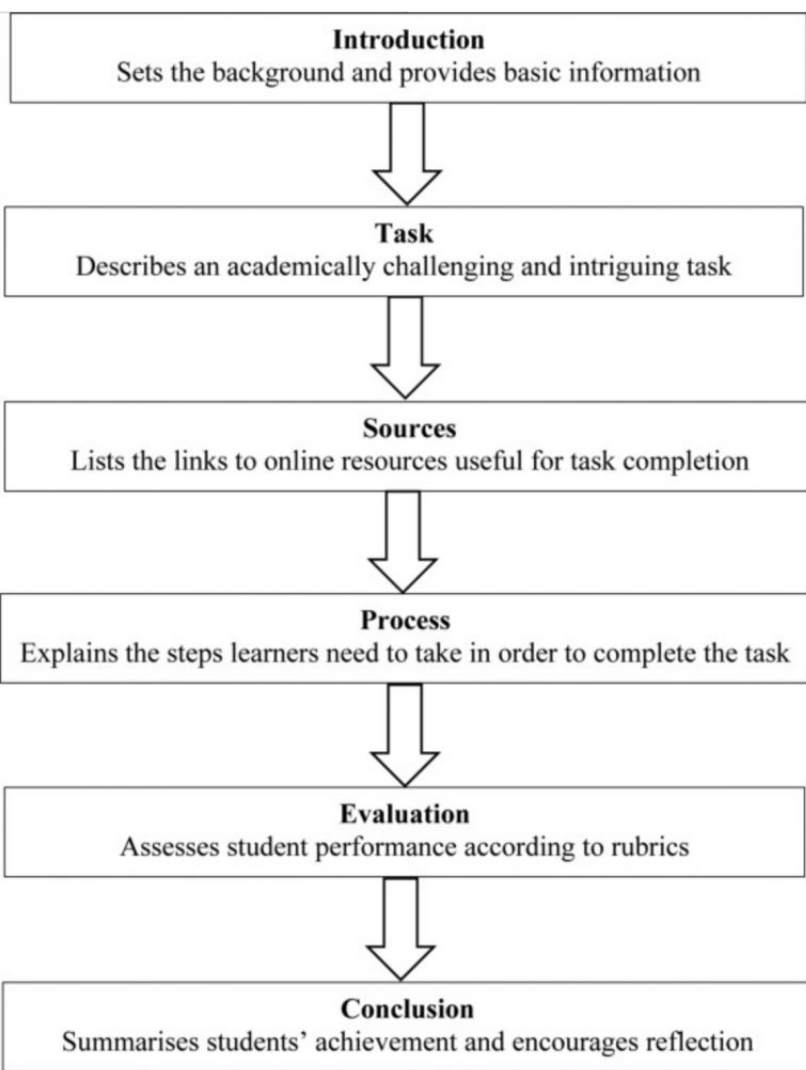 Introduction
Sets the background and provides basic information
Task
Describes an academically challenging and intriguing task
Sources
Lists the links to online resources useful for task completion
Process
Explains the steps learners need to take in order to complete the task
Evaluation
Assesses student performance according to rubrics
Conclusion
Summarises students’ achievement and encourages reflection